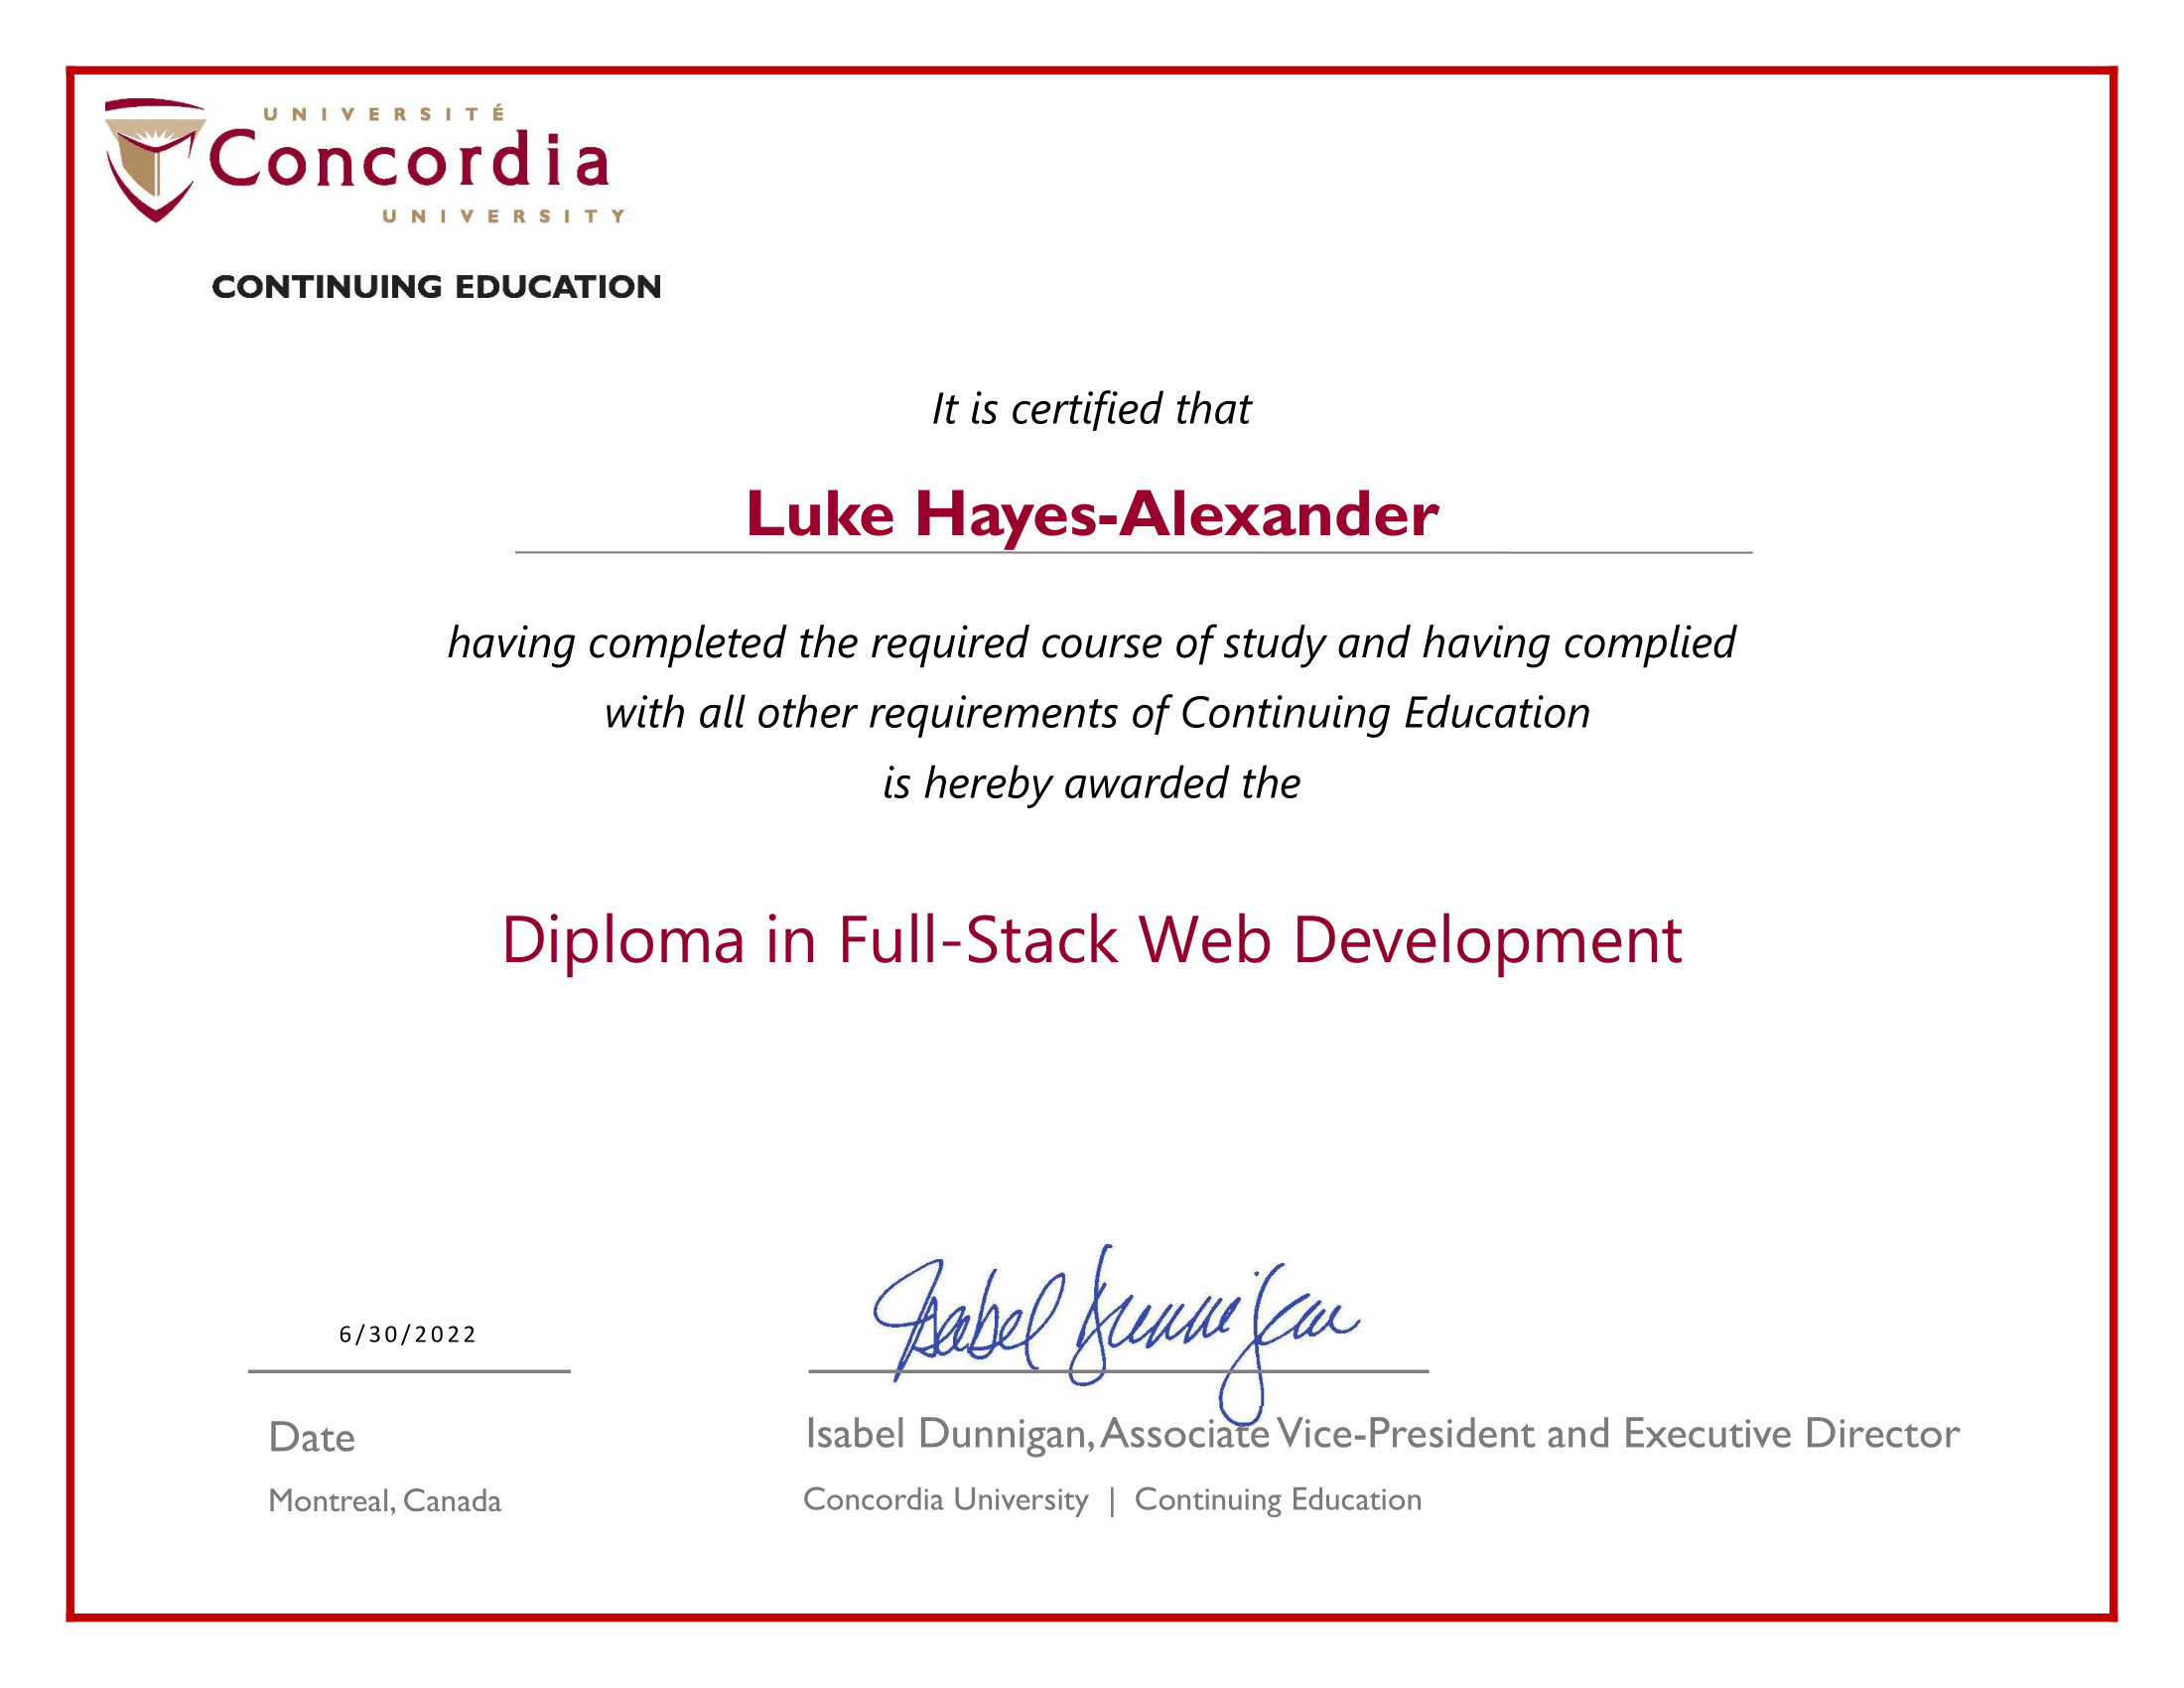 UNIVERSITÉ
Concordia
UNIVERSITY
CONTINUING EDUCATION
It is certified that
Luke Hayes-Alexander
having completed the required course of study and having complied
with all other requirements of Continuing Education
is hereby awarded the
Diploma in Full-Stack Web Development
Isabel Dunnigan
6/30/2022
Date
Isabel Dunnigan, Associate Vice-President and Executive Director
Montreal, Canada
Concordia University | Continuing Education